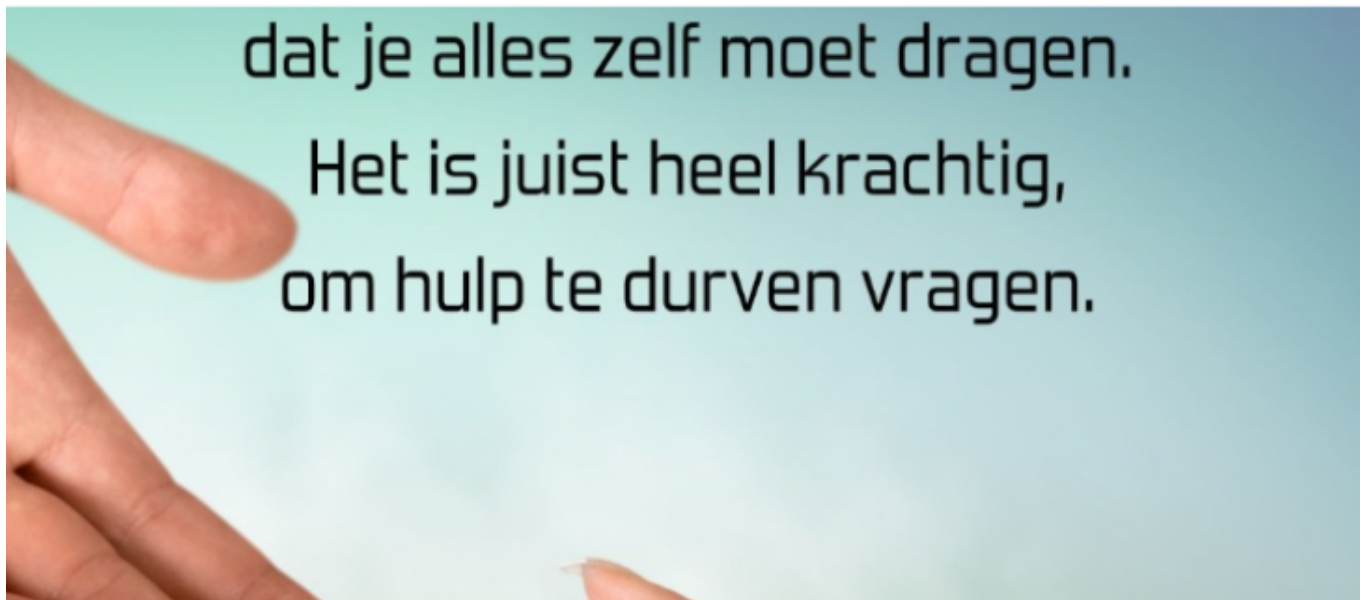 dat je alles zelf moet dragen.
Het is juist heel krachtig,
om hulp te durven vragen.